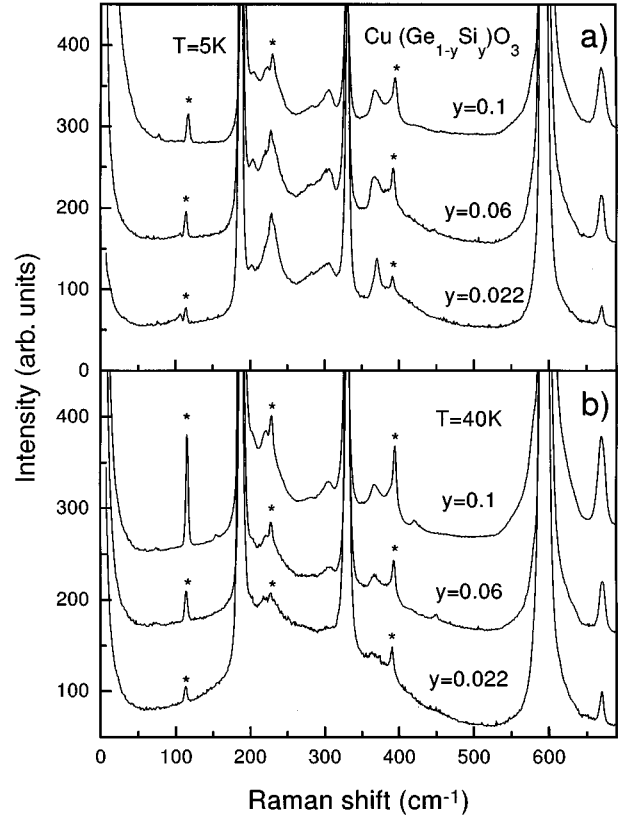 T=5K
Cu (Ge₁₋ySiy)O₃
a)
*
*
*
y=0.1
*
*
y=0.06
*
*
y=0.022
400
300
200
100
0
b)
T=40K
*
*
*
y=0.1
*
*
*
y=0.06
*
*
*
y=0.022
400
300
200
100
0
100
200
300
400
500
600
Intensity (arb. units)
Raman shift (cm⁻¹)